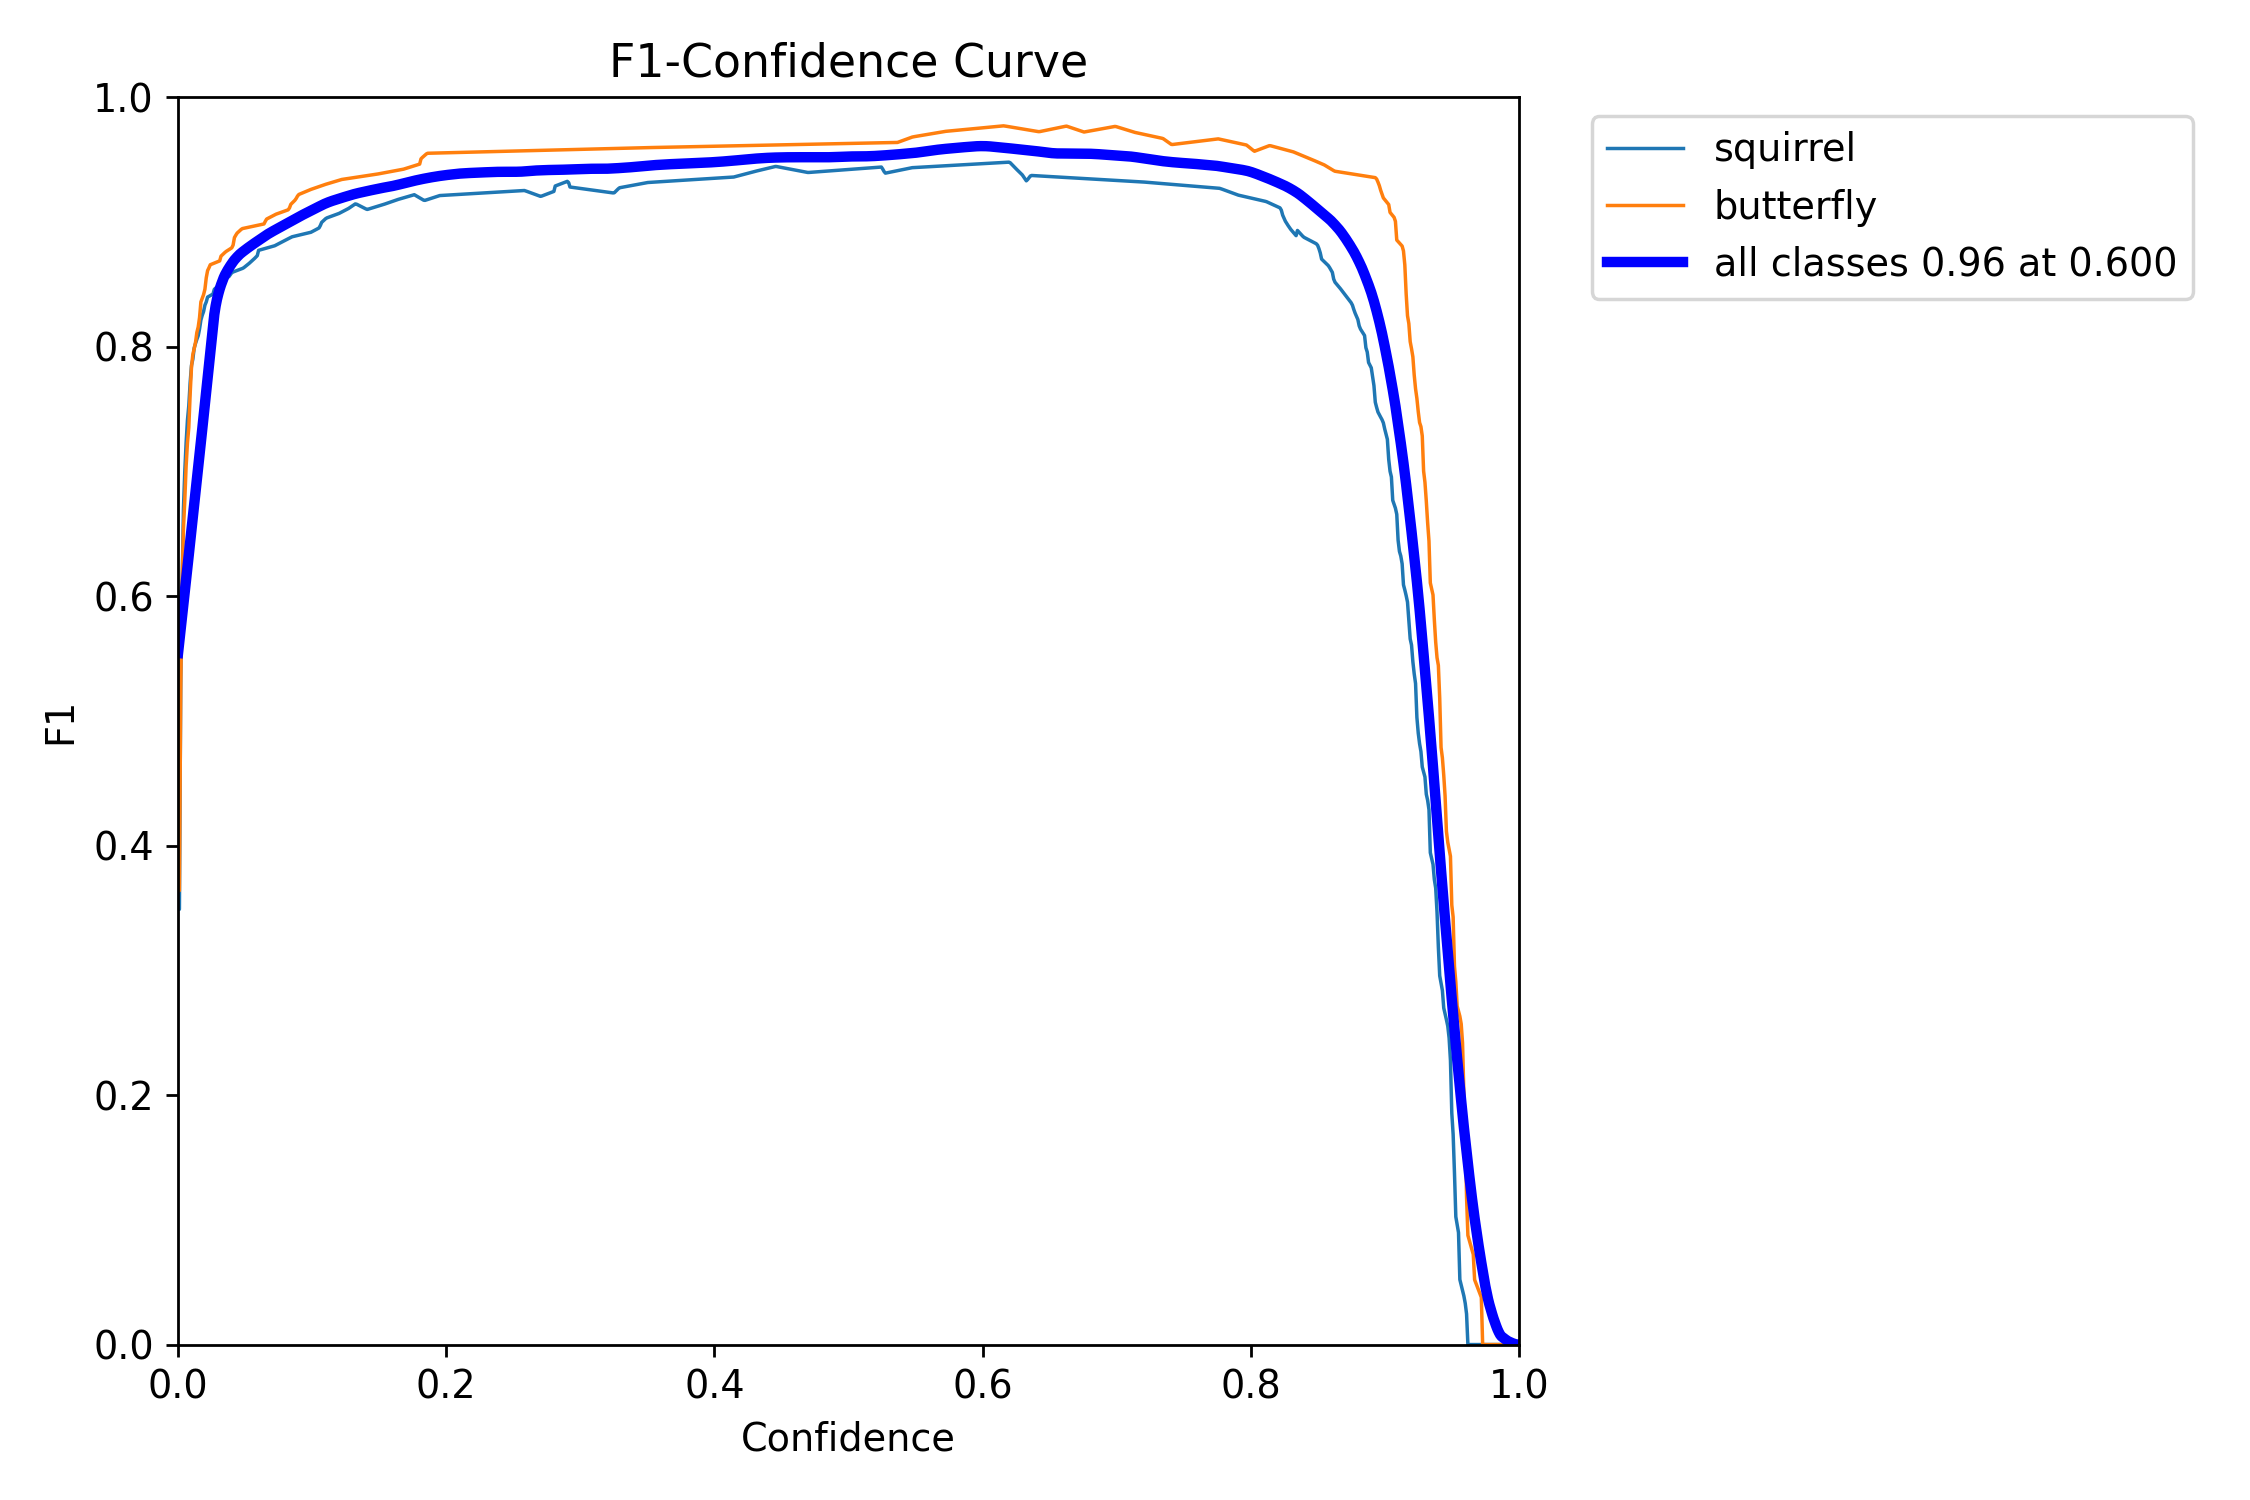 F1-Confidence Curve
1.0
0.8
0.6
0.4
0.2
0.0
F1
0.0 0.2 0.4 0.6 0.8 1.0
Confidence
squirrel
butterfly
all classes 0.96 at 0.600